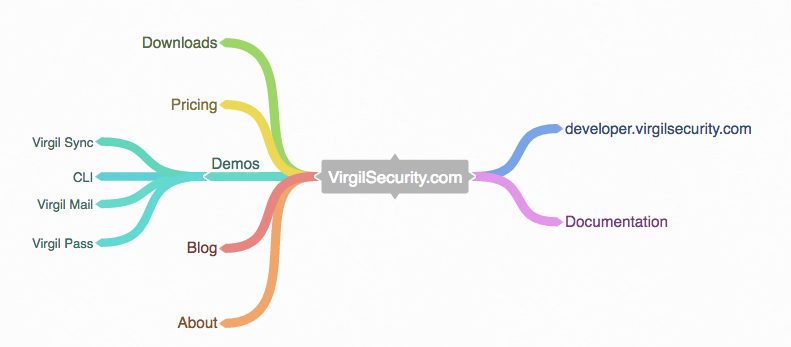 Downloads
Pricing
Virgil Sync
Demos
CLI
Virgil Mail
Virgil Pass
Blog
About
VirgilSecurity.com
developer.virgilsecurity.com
Documentation